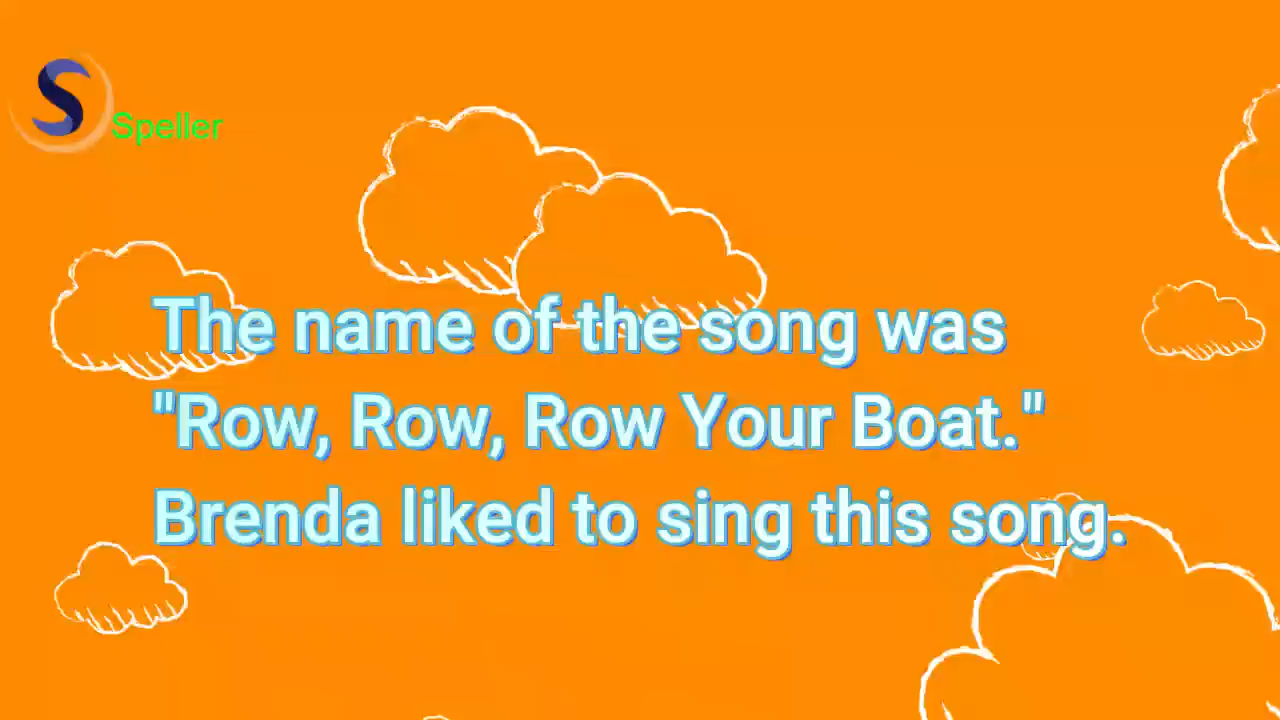 S
Speller
The name of the song was
"Row, Row, Row Your Boat."
Brenda liked to sing this song.